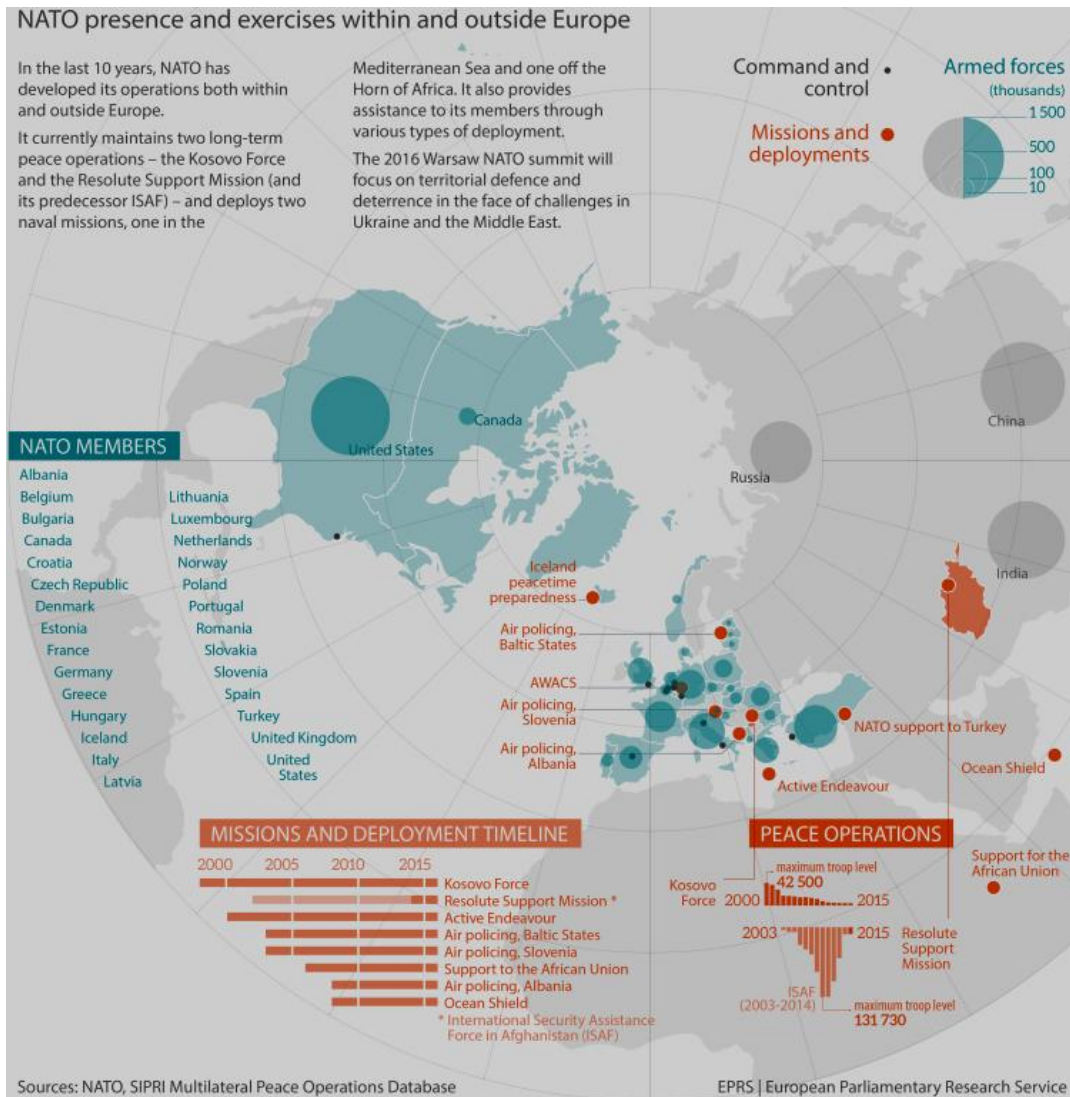 NATO presence and exercises within and outside Europe
In the last 10 years, NATO has
developed its operations both within
and outside Europe.
It currently maintains two long-term
peace operations – the Kosovo Force
and the Resolute Support Mission (and
its predecessor ISAF) – and deploys two
naval missions, one in the
Mediterranean Sea and one off the
Horn of Africa. It also provides
assistance to its members through
various types of deployment.
The 2016 Warsaw NATO summit will
focus on territorial defence and
deterrence in the face of challenges in
Ukraine and the Middle East.
Command and
control
Missions and
deployments
Armed forces
(thousands)
1 500
500
100
10
Canada
United States
Russia
China
India
NATO MEMBERS
Albania
Belgium
Bulgaria
Canada
Croatia
Czech Republic
Denmark
Estonia
France
Germany
Greece
Hungary
Iceland
Italy
Latvia
Lithuania
Luxembourg
Netherlands
Norway
Poland
Portugal
Romania
Slovakia
Slovenia
Spain
Turkey
United Kingdom
United
States
Iceland
peacetime
preparedness
Air policing,
Baltic States
AWACS
Air policing,
Slovenia
Air policing,
Albania
NATO support to Turkey
Active Endeavour
Ocean Shield
Support for the
African Union
MISSIONS AND DEPLOYMENT TIMELINE
2000 2005 2010 2015
Kosovo Force
Resolute Support Mission *
Active Endeavour
Air policing, Baltic States
Air policing, Slovenia
Support to the African Union
Air policing, Albania
Ocean Shield
* International Security Assistance
Force in Afghanistan (ISAF)
PEACE OPERATIONS
maximum troop level
42 500
Kosovo
Force
2000 2015
2003 2015
Resolute
Support
Mission
ISAF
(2003-2014)
maximum troop level
131 730
Sources: NATO, SIPRI Multilateral Peace Operations Database
EPRS | European Parliamentary Research Service